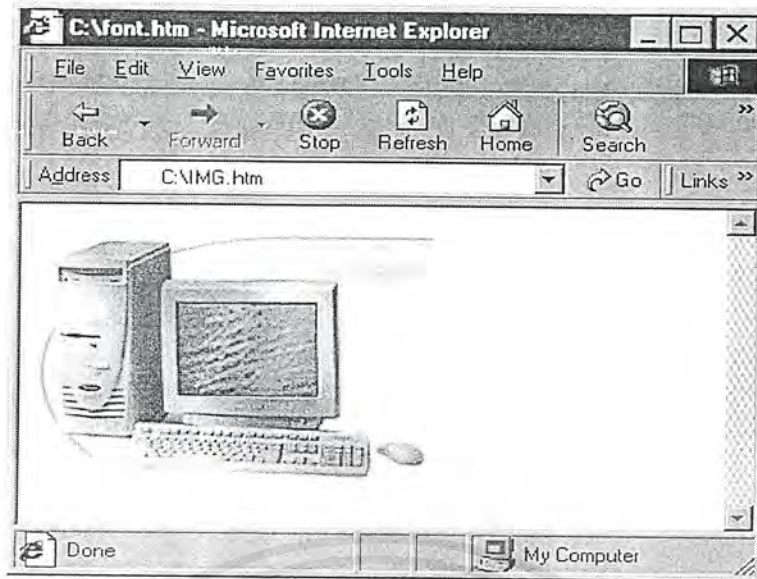 C:\font.htm - Microsoft Internet Explorer
File Edit View Favorites Tools Help
Back Forward Stop Refresh Home Search »
Address C:\IMG.htm Go Links »
Done My Computer